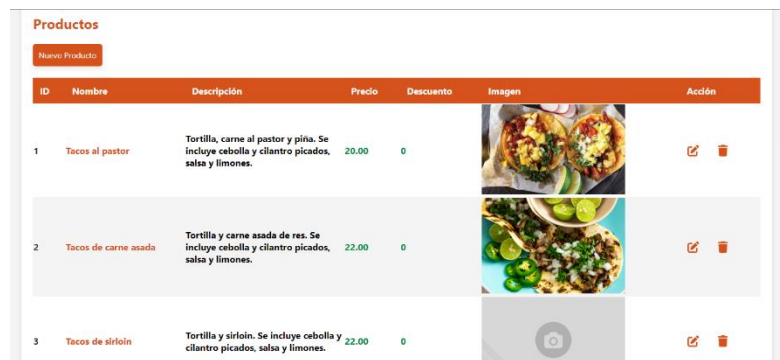 Productos
Nuevo Producto
ID Nombre Descripción Precio Descuento Imagen Acción
Tortilla, carne al pastor y piña. Se
1 Tacos al pastor incluye cebolla y cilantro picados, 20.00 0
salsa y limones.
Tortilla y carne asada de res. Se
2 Tacos de carne asada incluye cebolla y cilantro picados, 22.00 0
salsa y limones.
Tortilla y sirloin. Se incluye cebolla y
3 Tacos de sirloin cilantro picados, salsa y limones. 22.00 0